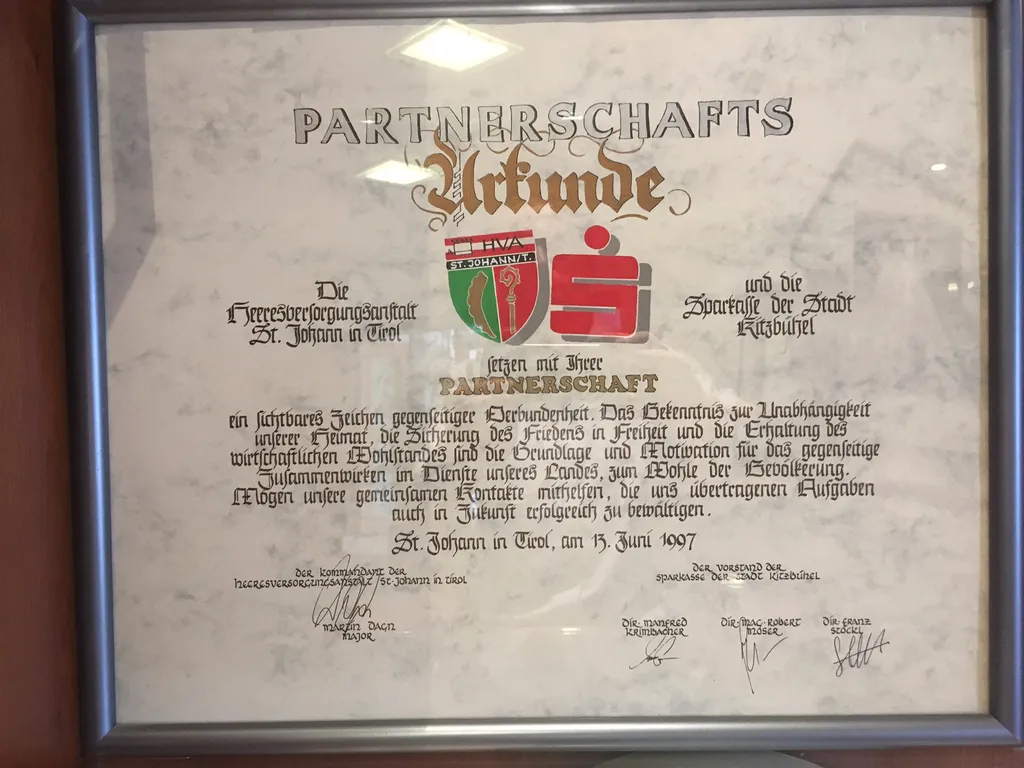 PARTNERSCHAFTS
Urkunde
HVA
ST. JOHANN/T.
Die
Heeresversorgungsanstalt
St. Johann in Tirol
und die
Sparkasse der Stadt
Kitzbühel
setzen mit Ihrer
PARTNERSCHAFT
ein sichtbares Zeichen gegenseitiger Verbundenheit. Das Bekenntnis zur Unabhängigkeit
unserer Heimat, die Sicherung des Friedens in Freiheit und die Erhaltung des
wirtschaftlichen Wohlstandes sind die Grundlage und Motivation für das gegenseitige
Zusammenwirken im Dienste unseres Landes, zum Wohle der Bevölkerung.
Mögen unsere gemeinsamen Kontakte mithelfen, die uns übertragenen Aufgaben
auch in Zukunft erfolgreich zu bewältigen.
St. Johann in Tirol, am 13. Juni 1997
DER KOMMANDANT DER
HEERESVERSORGUNGSANSTALT/ST. JOHANN IN TIROL
MARTIN DAGN
MAJOR
DER VORSTAND DER
SPARKASSE DER STADT KITZBÜHEL
DIR. MANFRED
KRIMBACHER
DIR. MAG. ROBERT
MOSER
DIR. FRANZ
STÖCKL